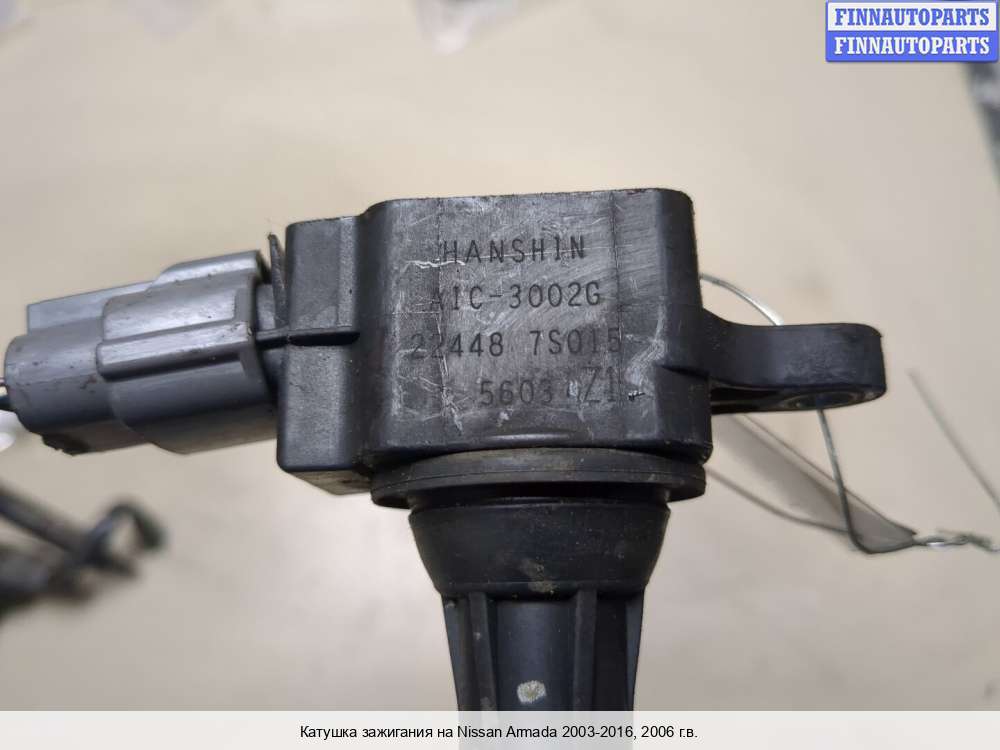 FINNAUTOPARTS
FINNAUTOPARTS
HANSHIN
AIC-3002G
22448 7S015
5603 Z1
Катушка зажигания на Nissan Armada 2003-2016, 2006 г.в.